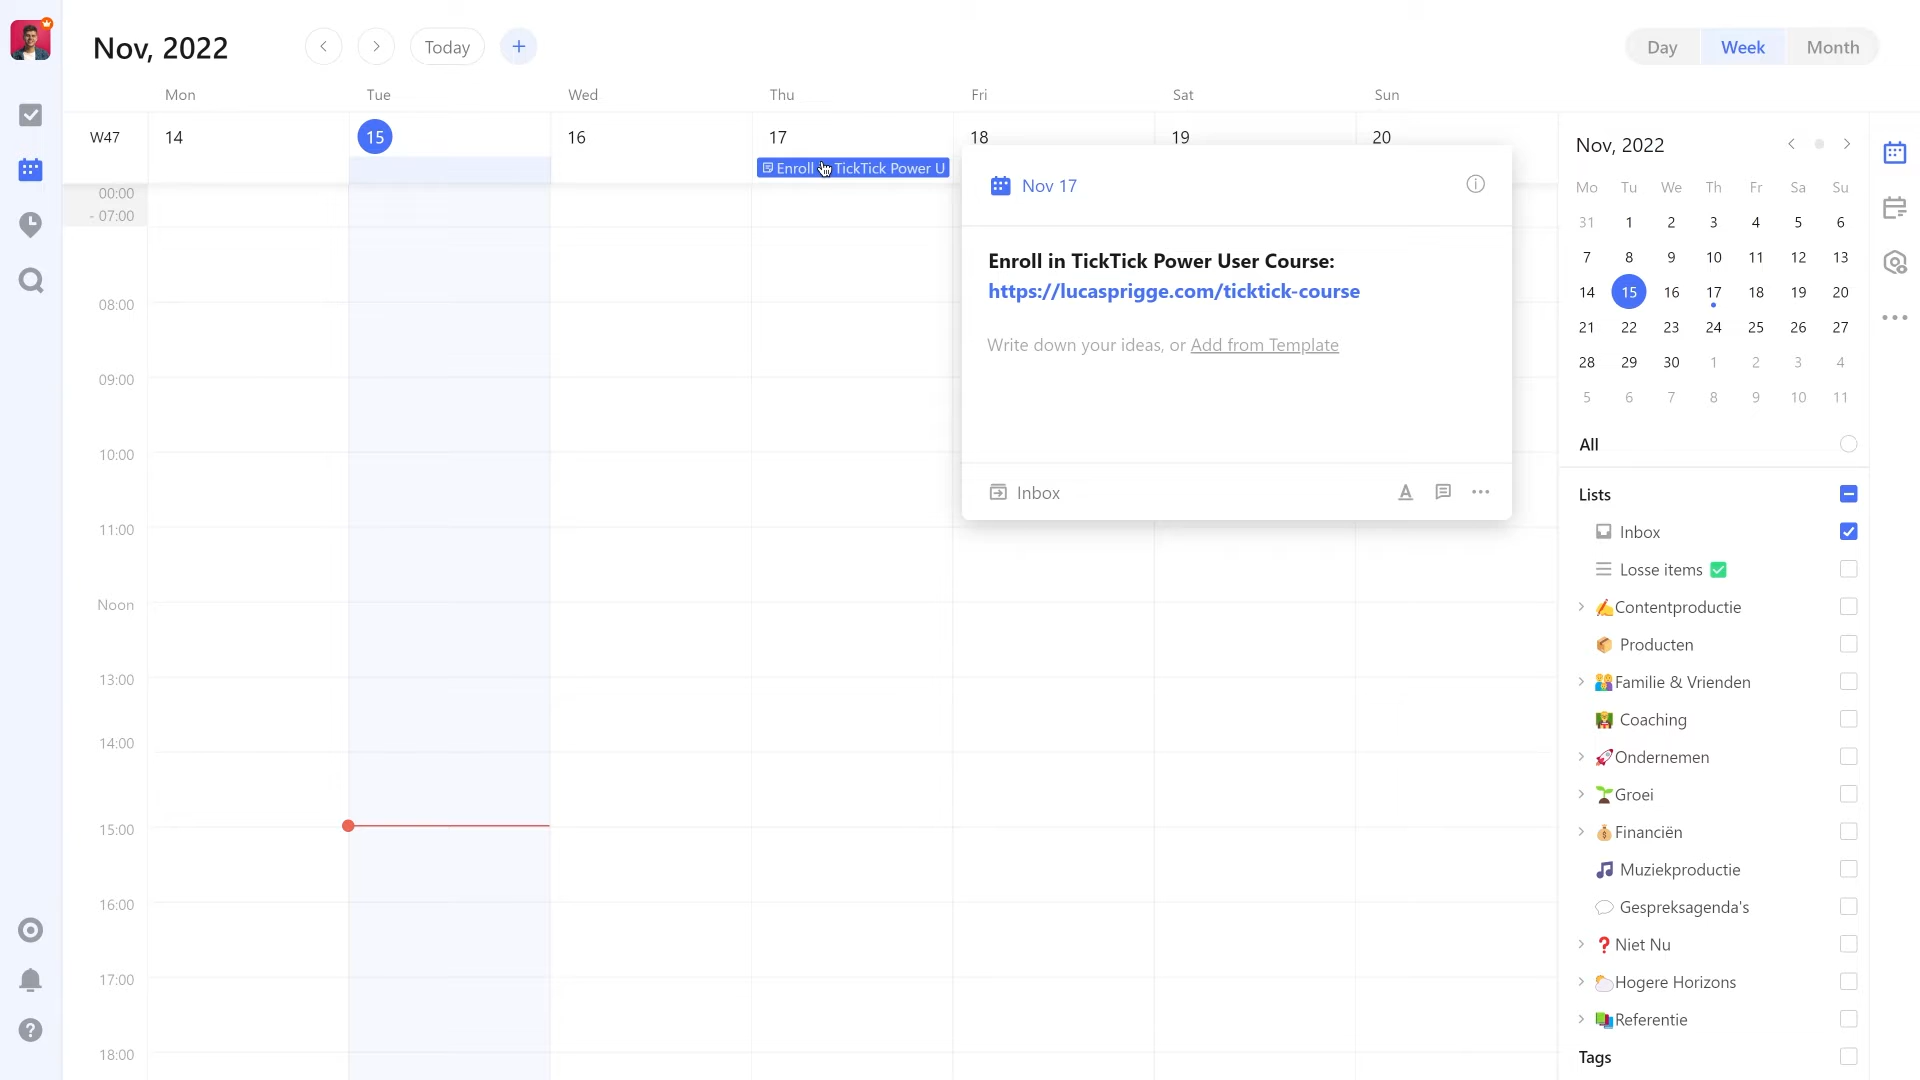 Nov, 2022
Today
Day Week Month
Mon Tue Wed Thu Fri Sat Sun
W47 14 15 16 17 18 19 20
Enroll TickTick Power U
00:00
- 07:00
08:00
09:00
10:00
11:00
Noon
13:00
14:00
15:00
16:00
17:00
18:00
Nov 17
Enroll in TickTick Power User Course:
https://lucasprigge.com/ticktick-course
Write down your ideas, or Add from Template
Inbox
Nov, 2022
Mo Tu We Th Fr Sa Su
31 1 2 3 4 5 6
7 8 9 10 11 12 13
14 15 16 17 18 19 20
21 22 23 24 25 26 27
28 29 30 1 2 3 4
5 6 7 8 9 10 11
All
Lists
Inbox
Losse items
Contentproductie
Producten
Familie & Vrienden
Coaching
Ondernemen
Groei
Financiën
Muziekproductie
Gespreksagenda's
Niet Nu
Hogere Horizons
Referentie
Tags